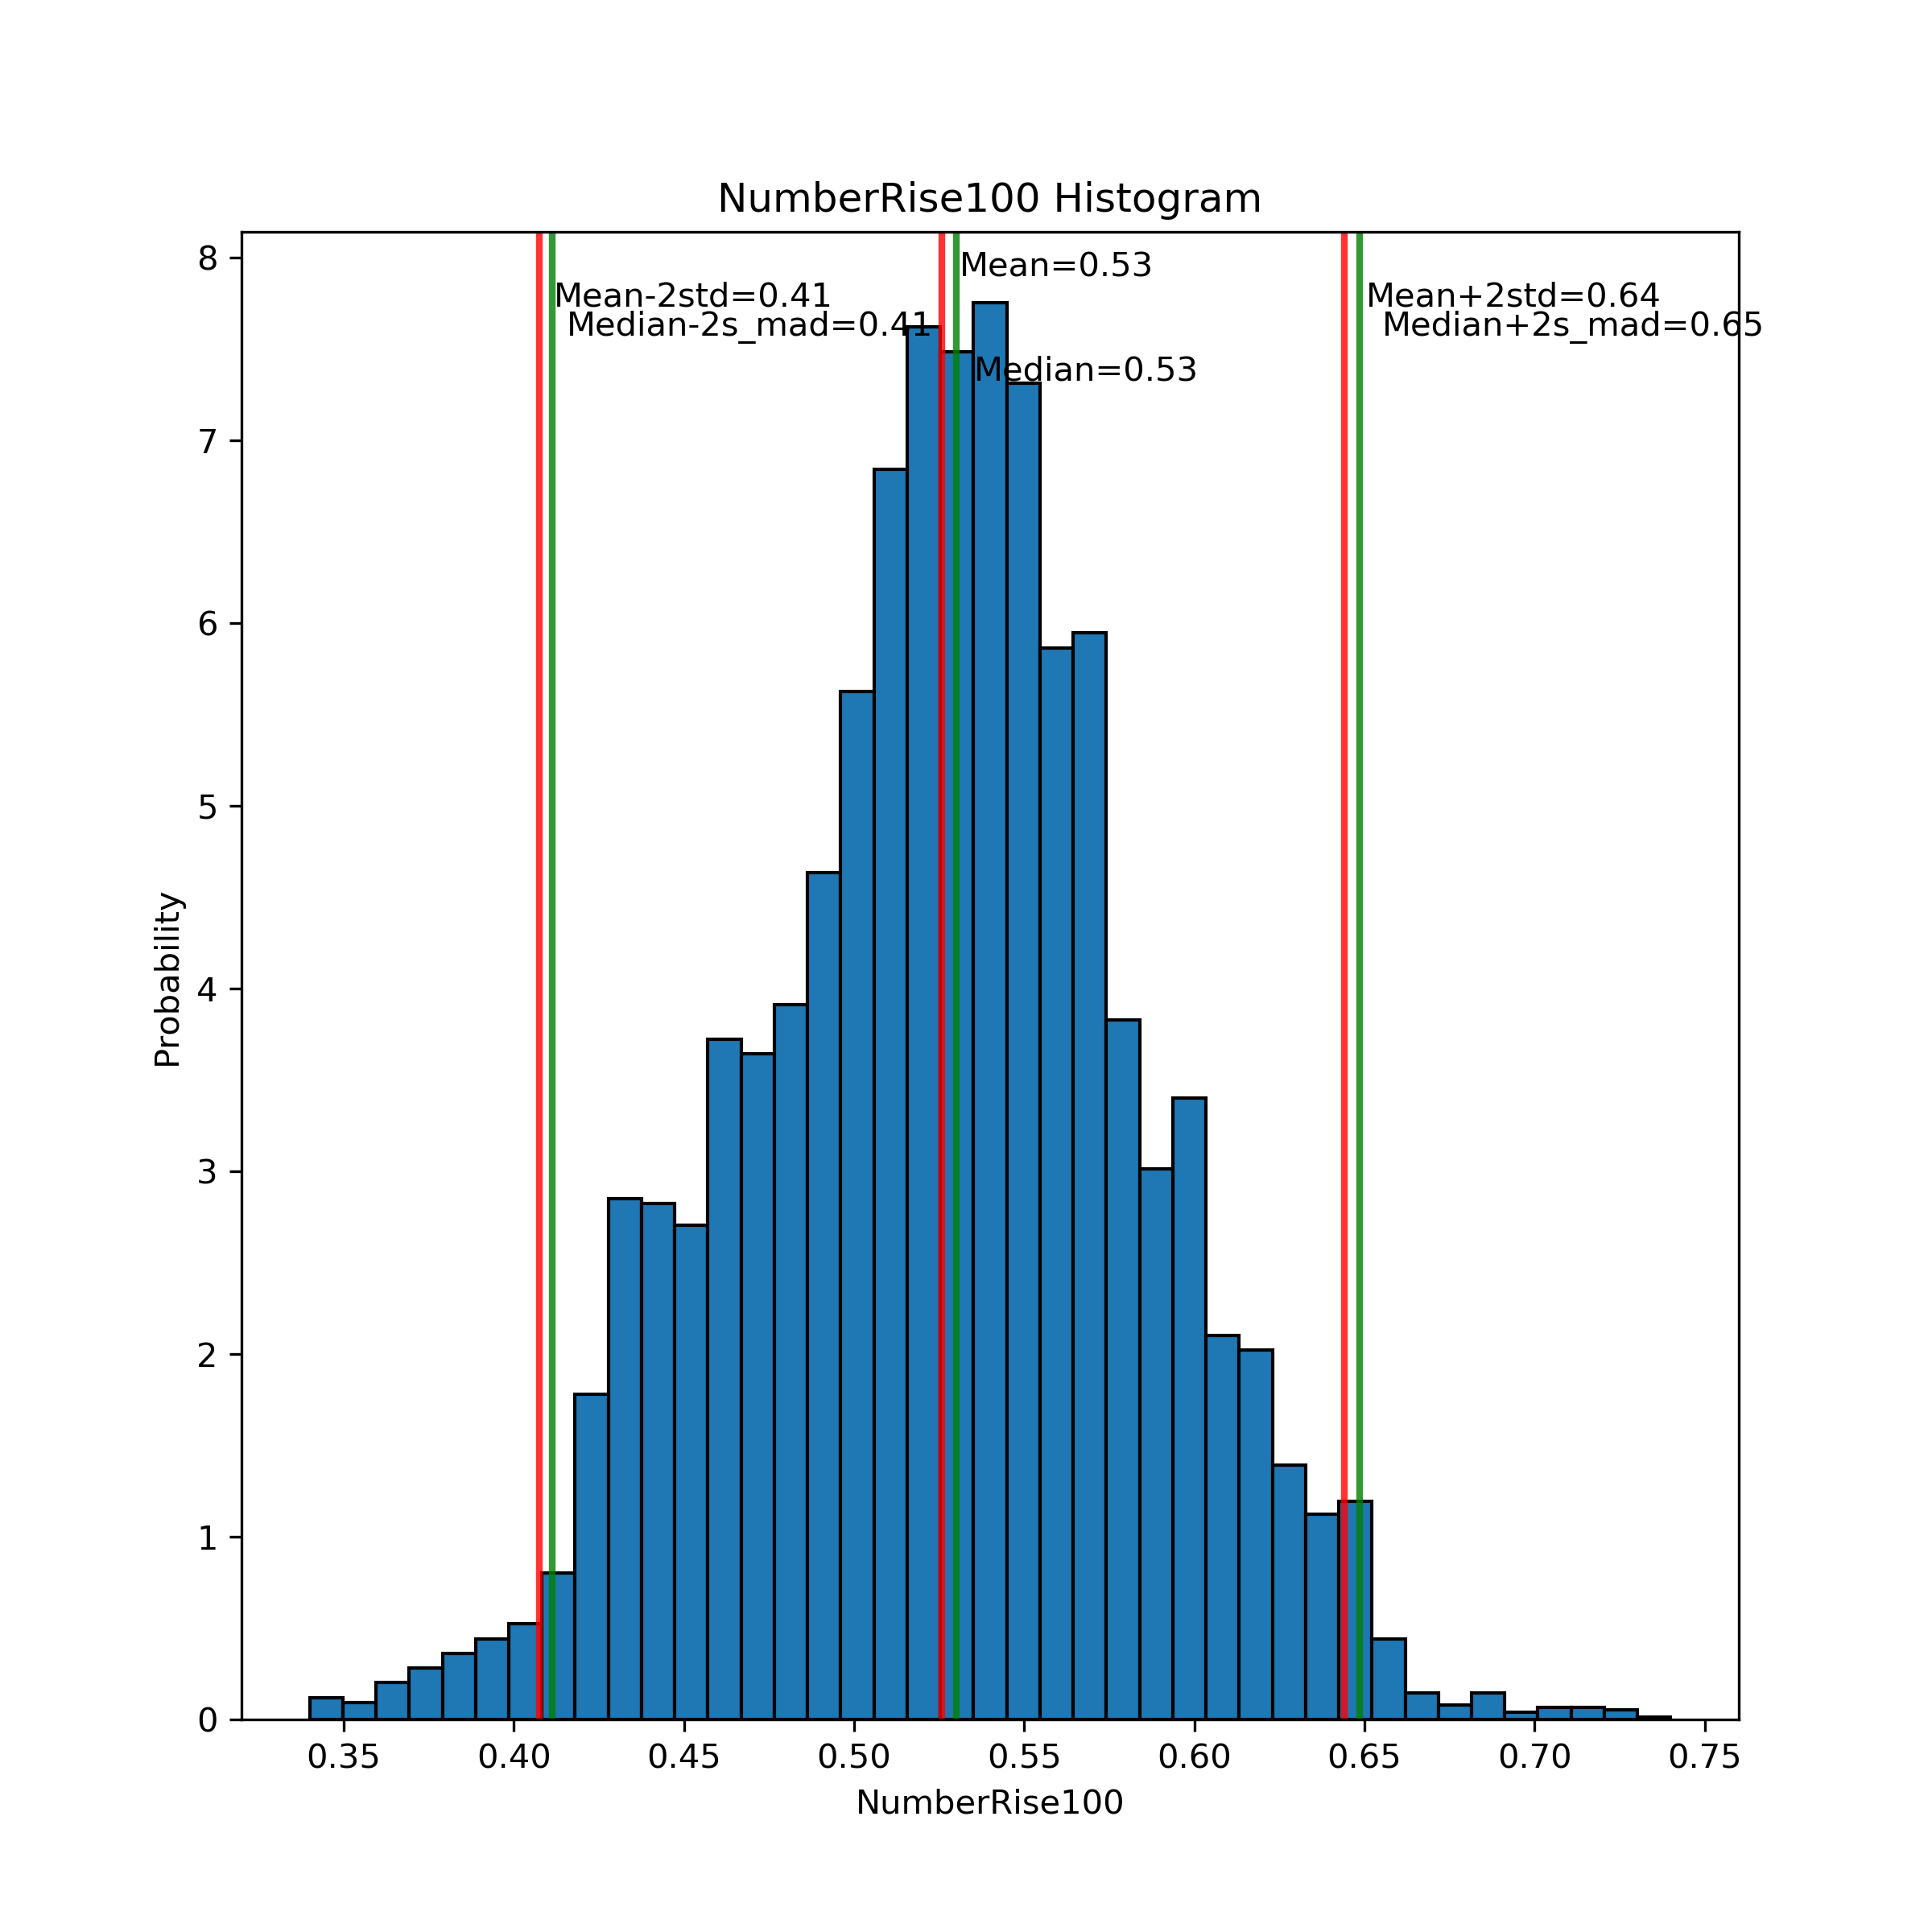 NumberRise100 Histogram
8
Mean=0.53
Mean-2std=0.41
Mean+2std=0.64
Median-2s_mad=0.41
Median+2s_mad=0.65
Median=0.53
7
6
5
4
3
2
1
0
Probability
0.35 0.40 0.45 0.50 0.55 0.60 0.65 0.70 0.75
NumberRise100